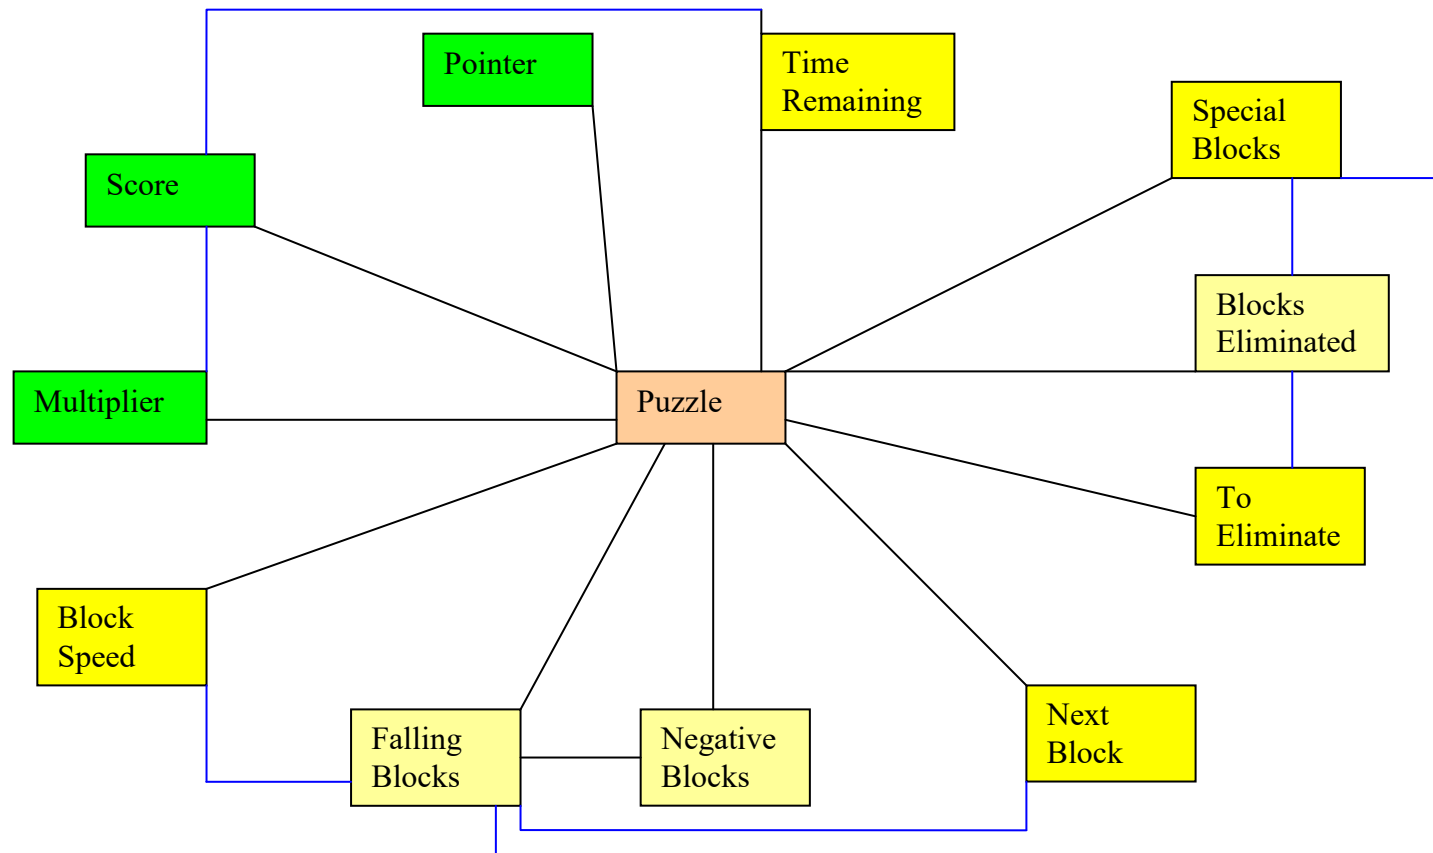 Pointer
Time
Remaining
Special
Blocks
Score
Blocks
Eliminated
Multiplier
Puzzle
To
Eliminate
Block
Speed
Falling
Blocks
Negative
Blocks
Next
Block